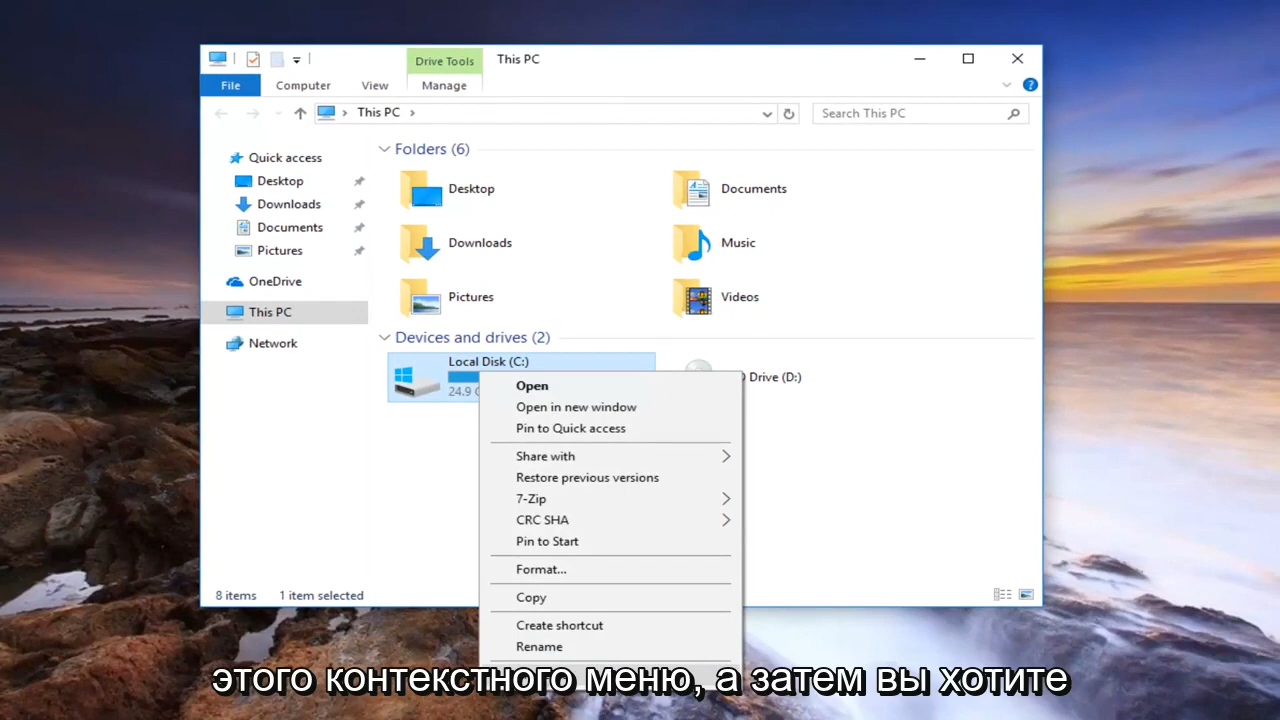 Drive Tools
This PC
File
Computer
View
Manage
This PC
Search This PC
Quick access
Desktop
Downloads
Documents
Pictures
OneDrive
This PC
Network
Folders (6)
Desktop
Documents
Downloads
Music
Pictures
Videos
Devices and drives (2)
Local Disk (C:)
24.9
Drive (D:)
Open
Open in new window
Pin to Quick access
Share with
Restore previous versions
7-Zip
CRC SHA
Pin to Start
Format...
Copy
Create shortcut
Rename
8 items
1 item selected
этого контекстного меню, а затем вы хотите